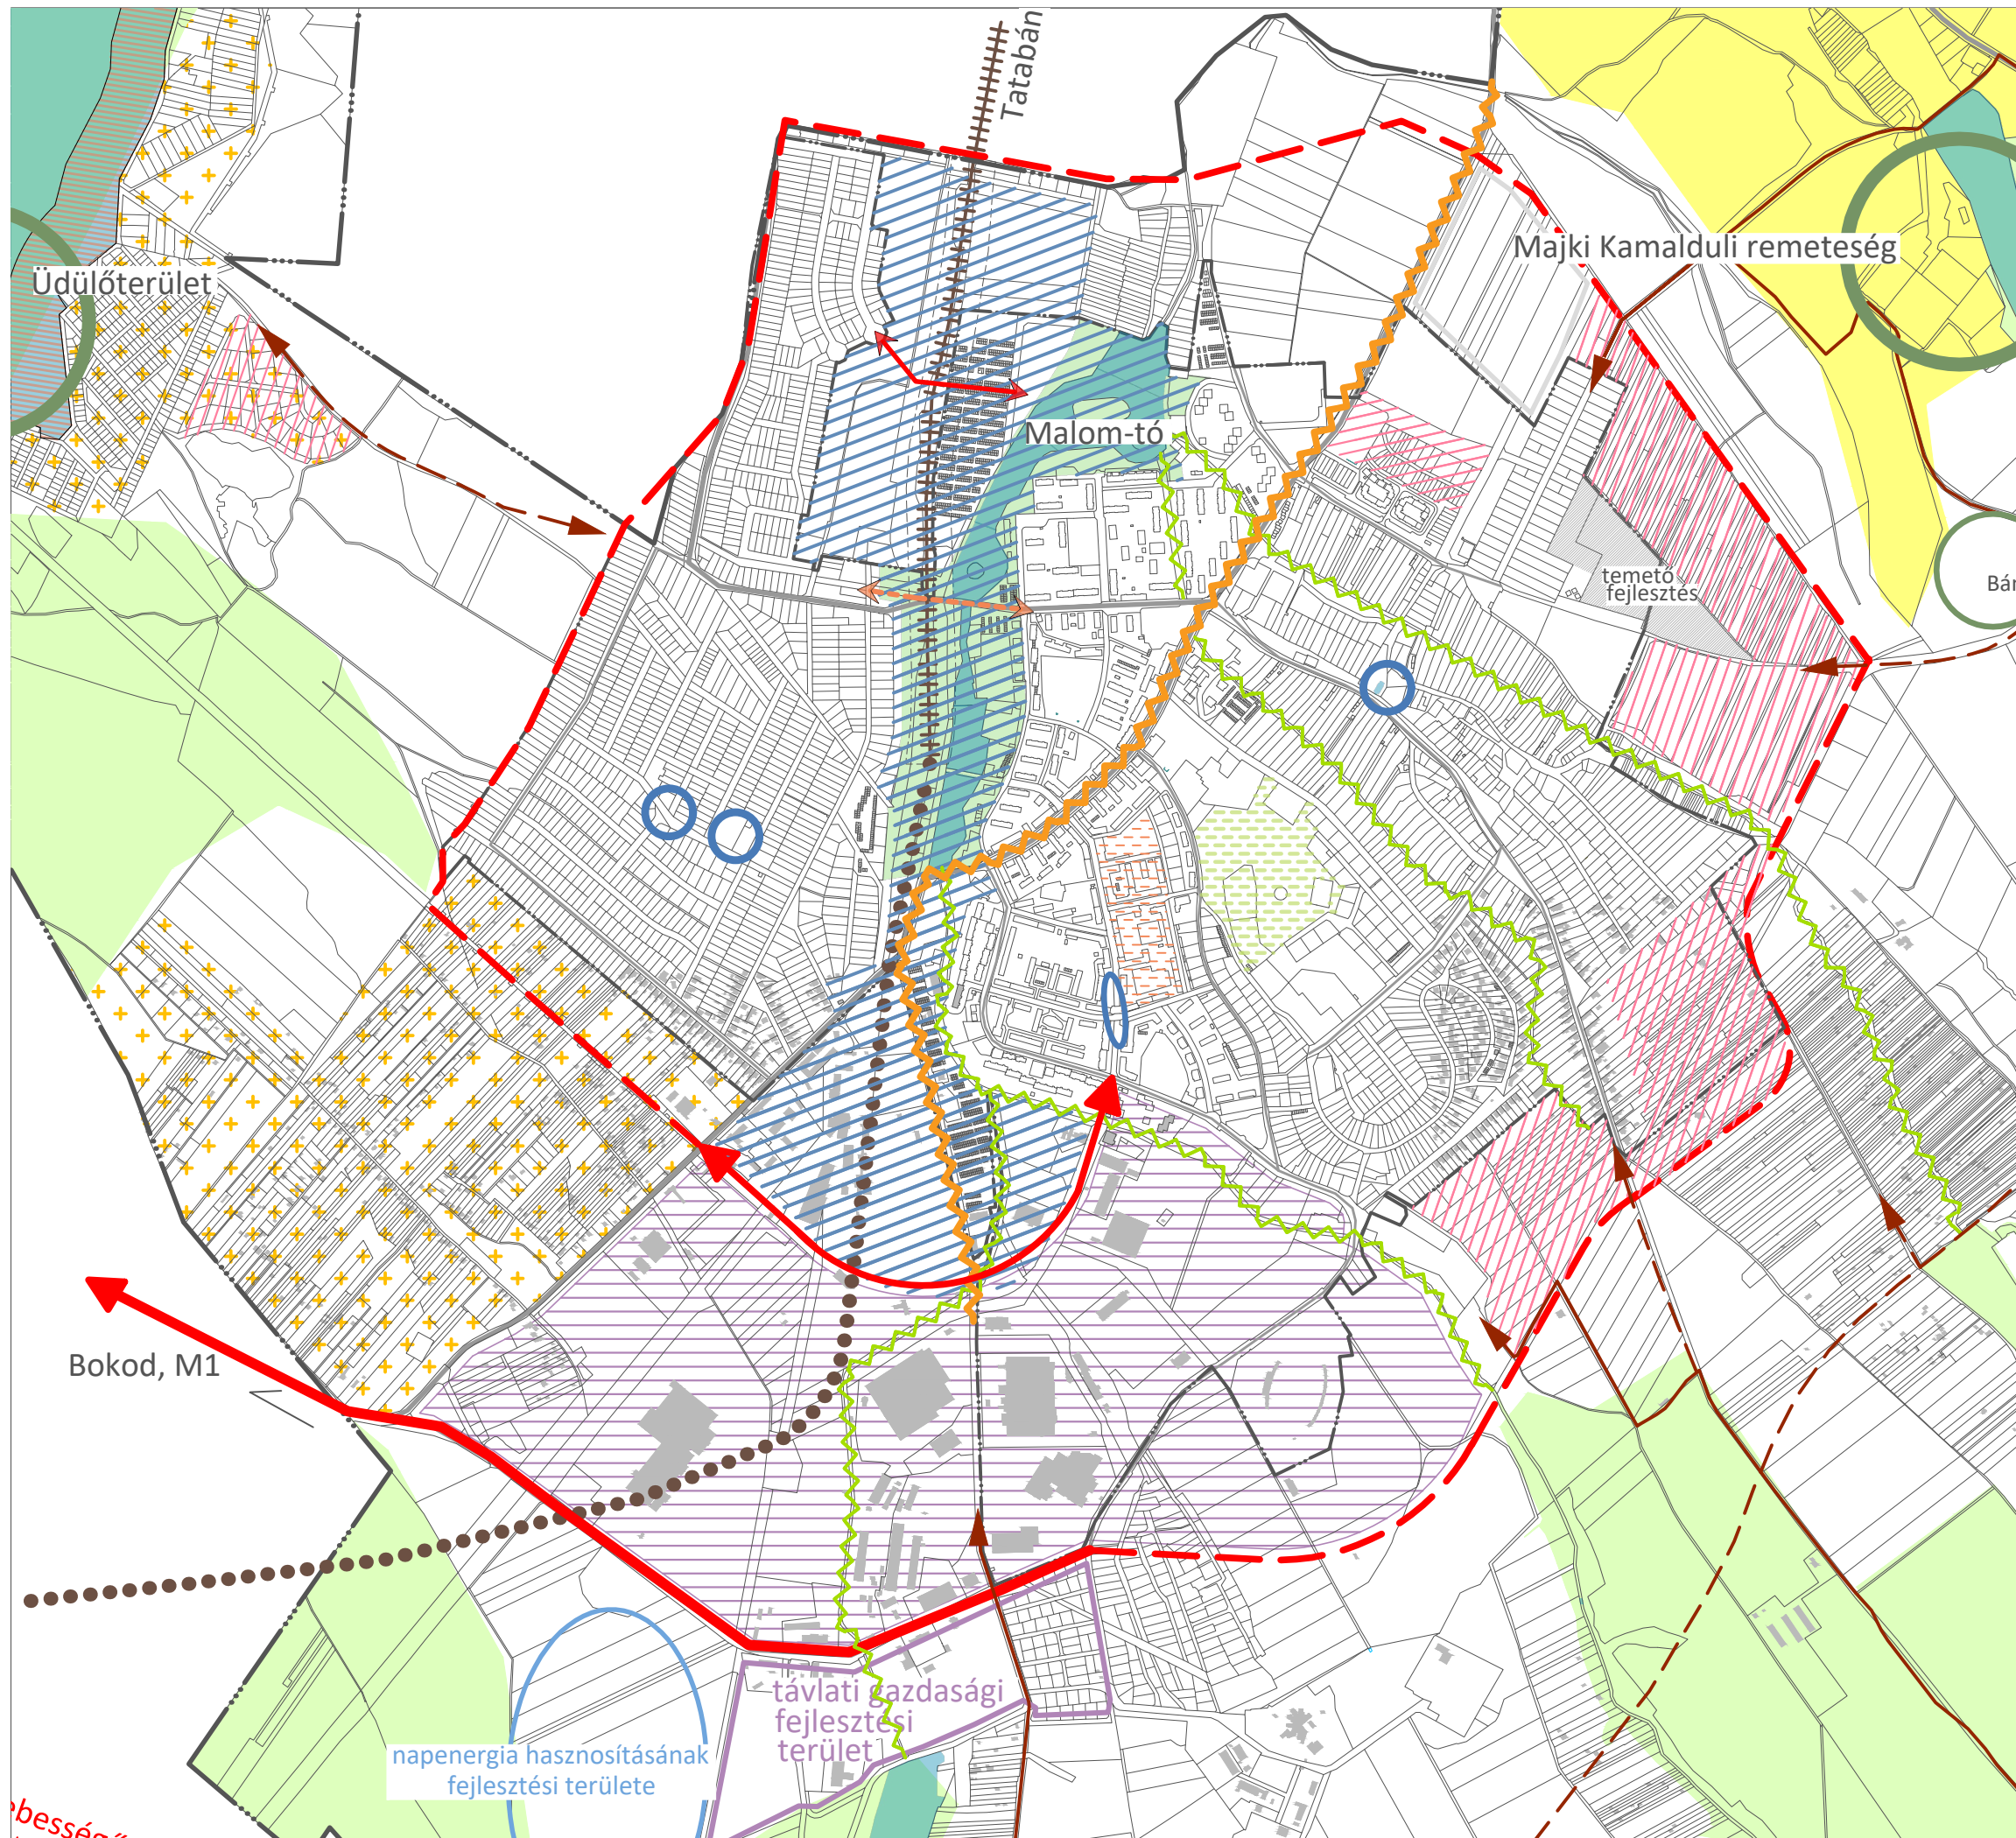 Tatabán
Majki Kamalduli remeteség
Üdülőterület
Malom-tó
temető
fejlesztés
Bár
Bokod, M1
távlati gazdasági
fejlesztési
terület
napenergia hasznosításának
fejlesztési területe